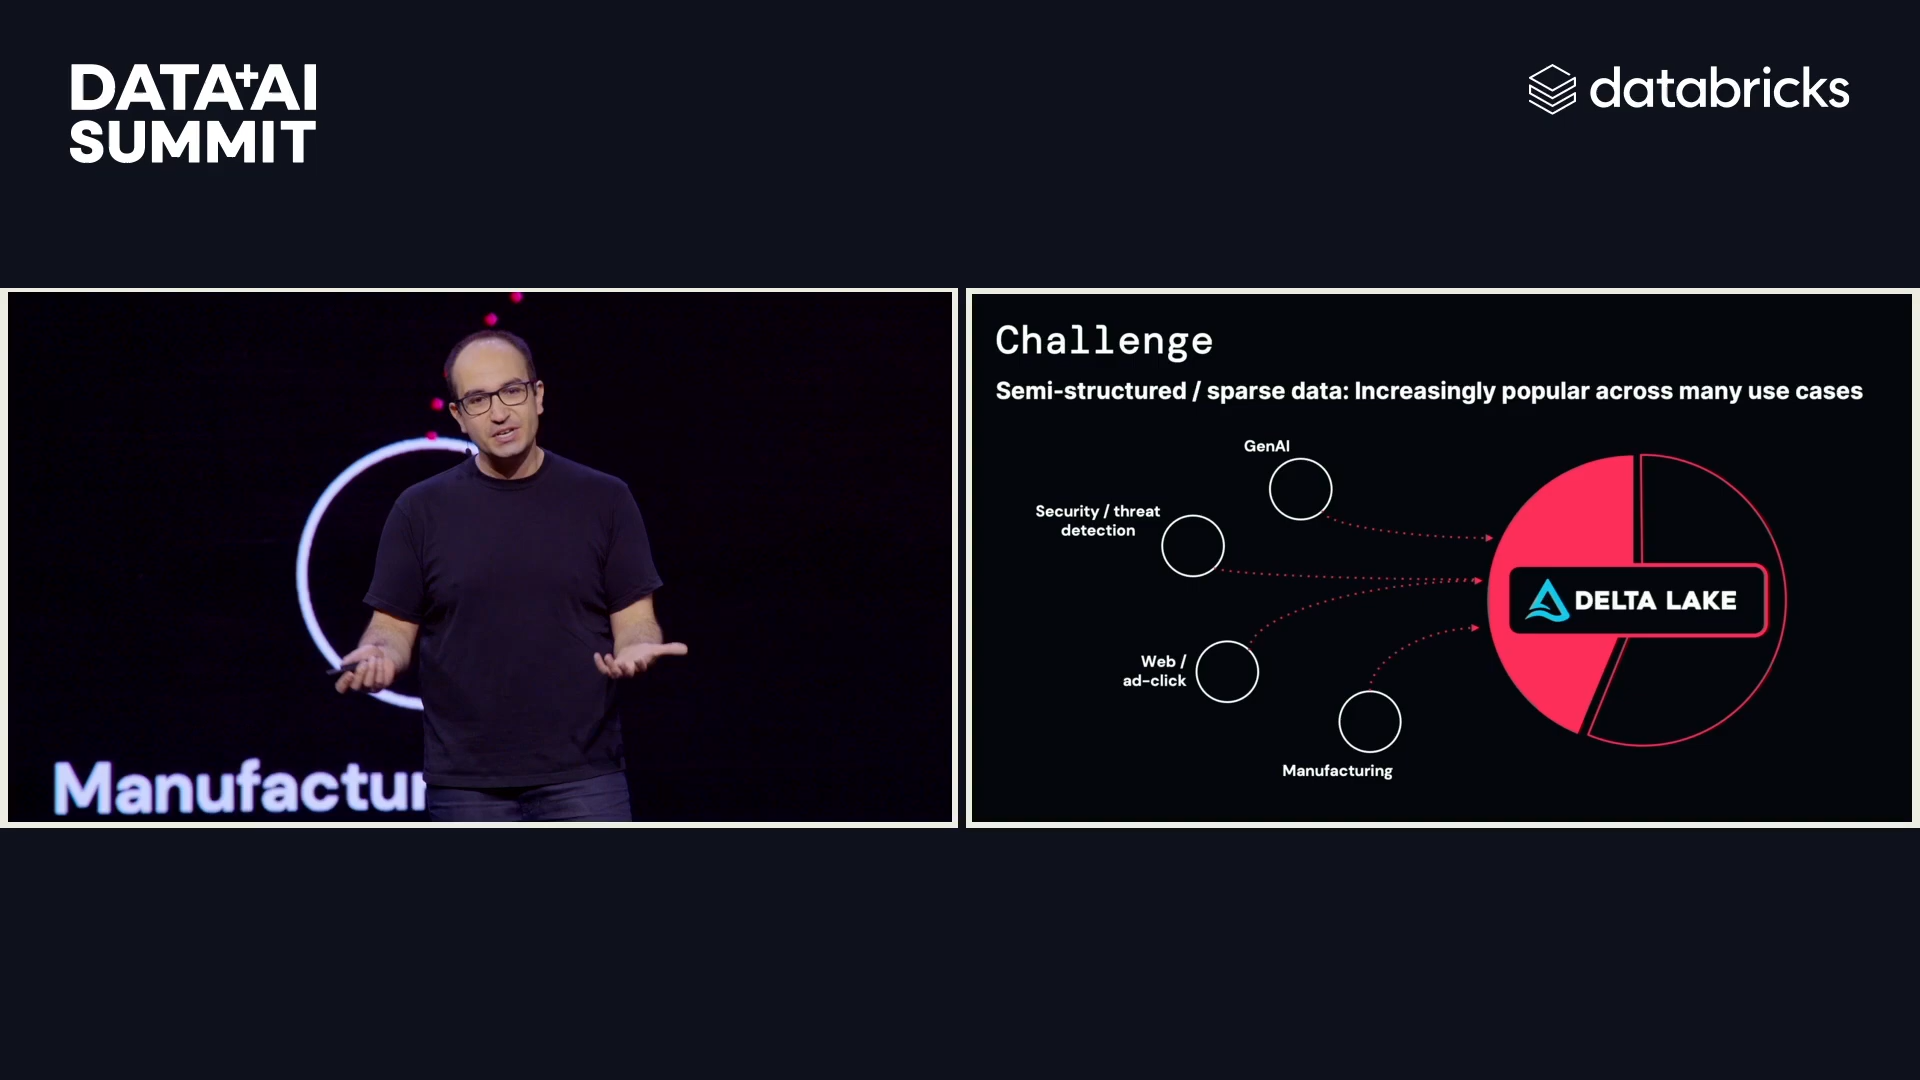 DATA+AI
SUMMIT
databricks
Manufactur
Challenge
Semi-structured / sparse data: Increasingly popular across many use cases
GenAI
Security / threat
detection
Web /
ad-click
Manufacturing
DELTA LAKE